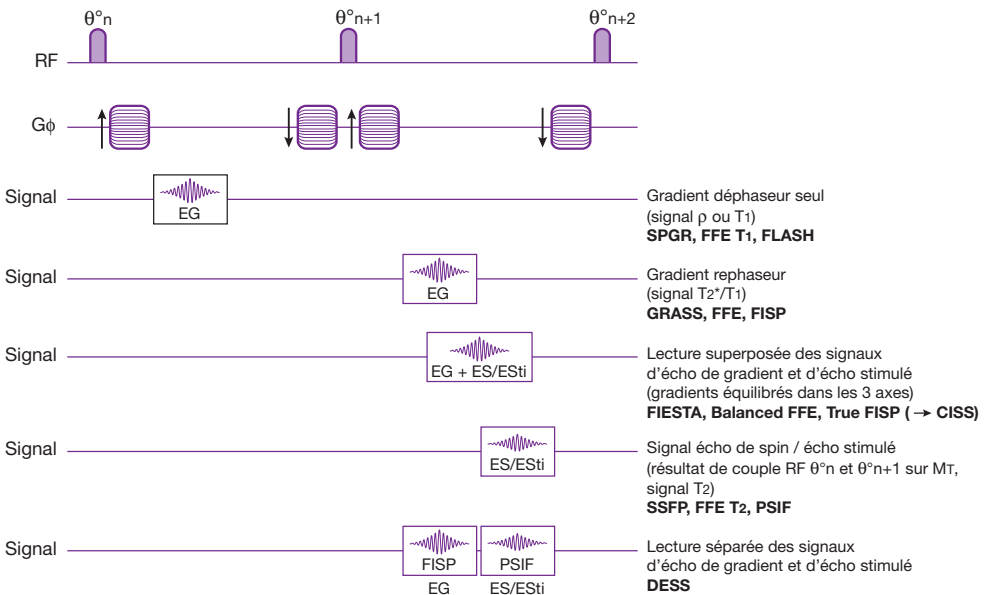 θ°n θ°n+1 θ°n+2
RF
Gϕ
Signal
EG
Gradient déphaseur seul
(signal ρ ou T1)
SPGR, FFE T1, FLASH
Signal
EG
Gradient rephaseur
(signal T2*/T1)
GRASS, FFE, FISP
Signal
EG + ES/ESti
Lecture superposée des signaux
d'écho de gradient et d'écho stimulé
(gradients équilibrés dans les 3 axes)
FIESTA, Balanced FFE, True FISP (→ CISS)
Signal
ES/ESti
Signal écho de spin / écho stimulé
(résultat de couple RF θ°n et θ°n+1 sur MT,
signal T2)
SSFP, FFE T2, PSIF
Signal
FISP PSIF
EG ES/ESti
Lecture séparée des signaux
d'écho de gradient et d'écho stimulé
DESS